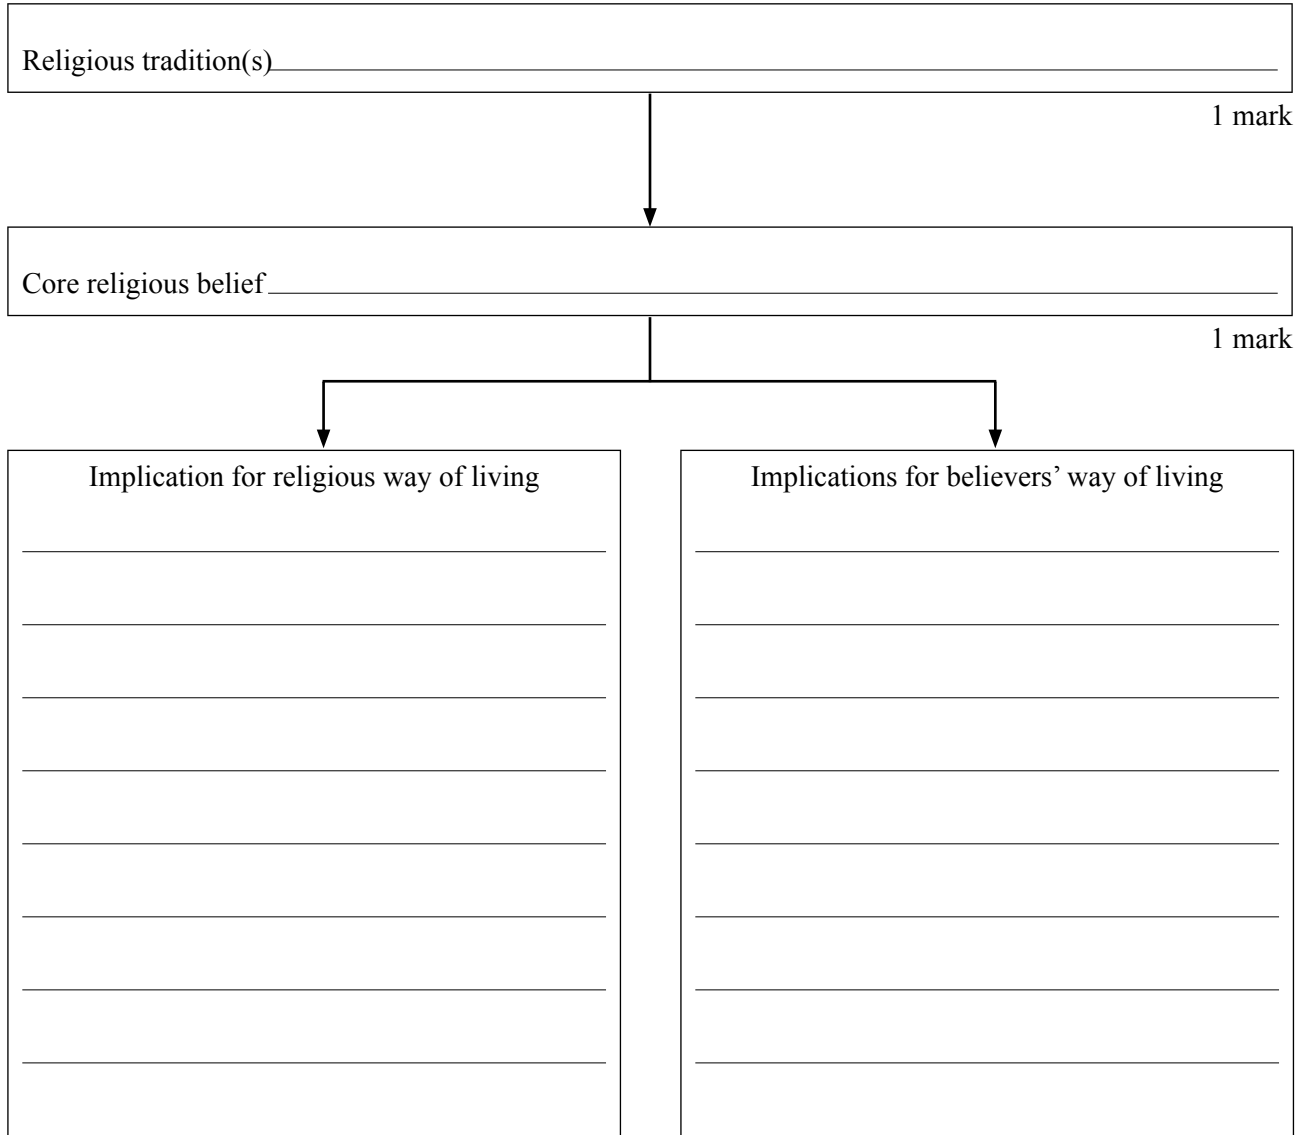 Religious tradition(s)
1 mark
Core religious belief
1 mark
Implication for religious way of living
Implications for believers’ way of living